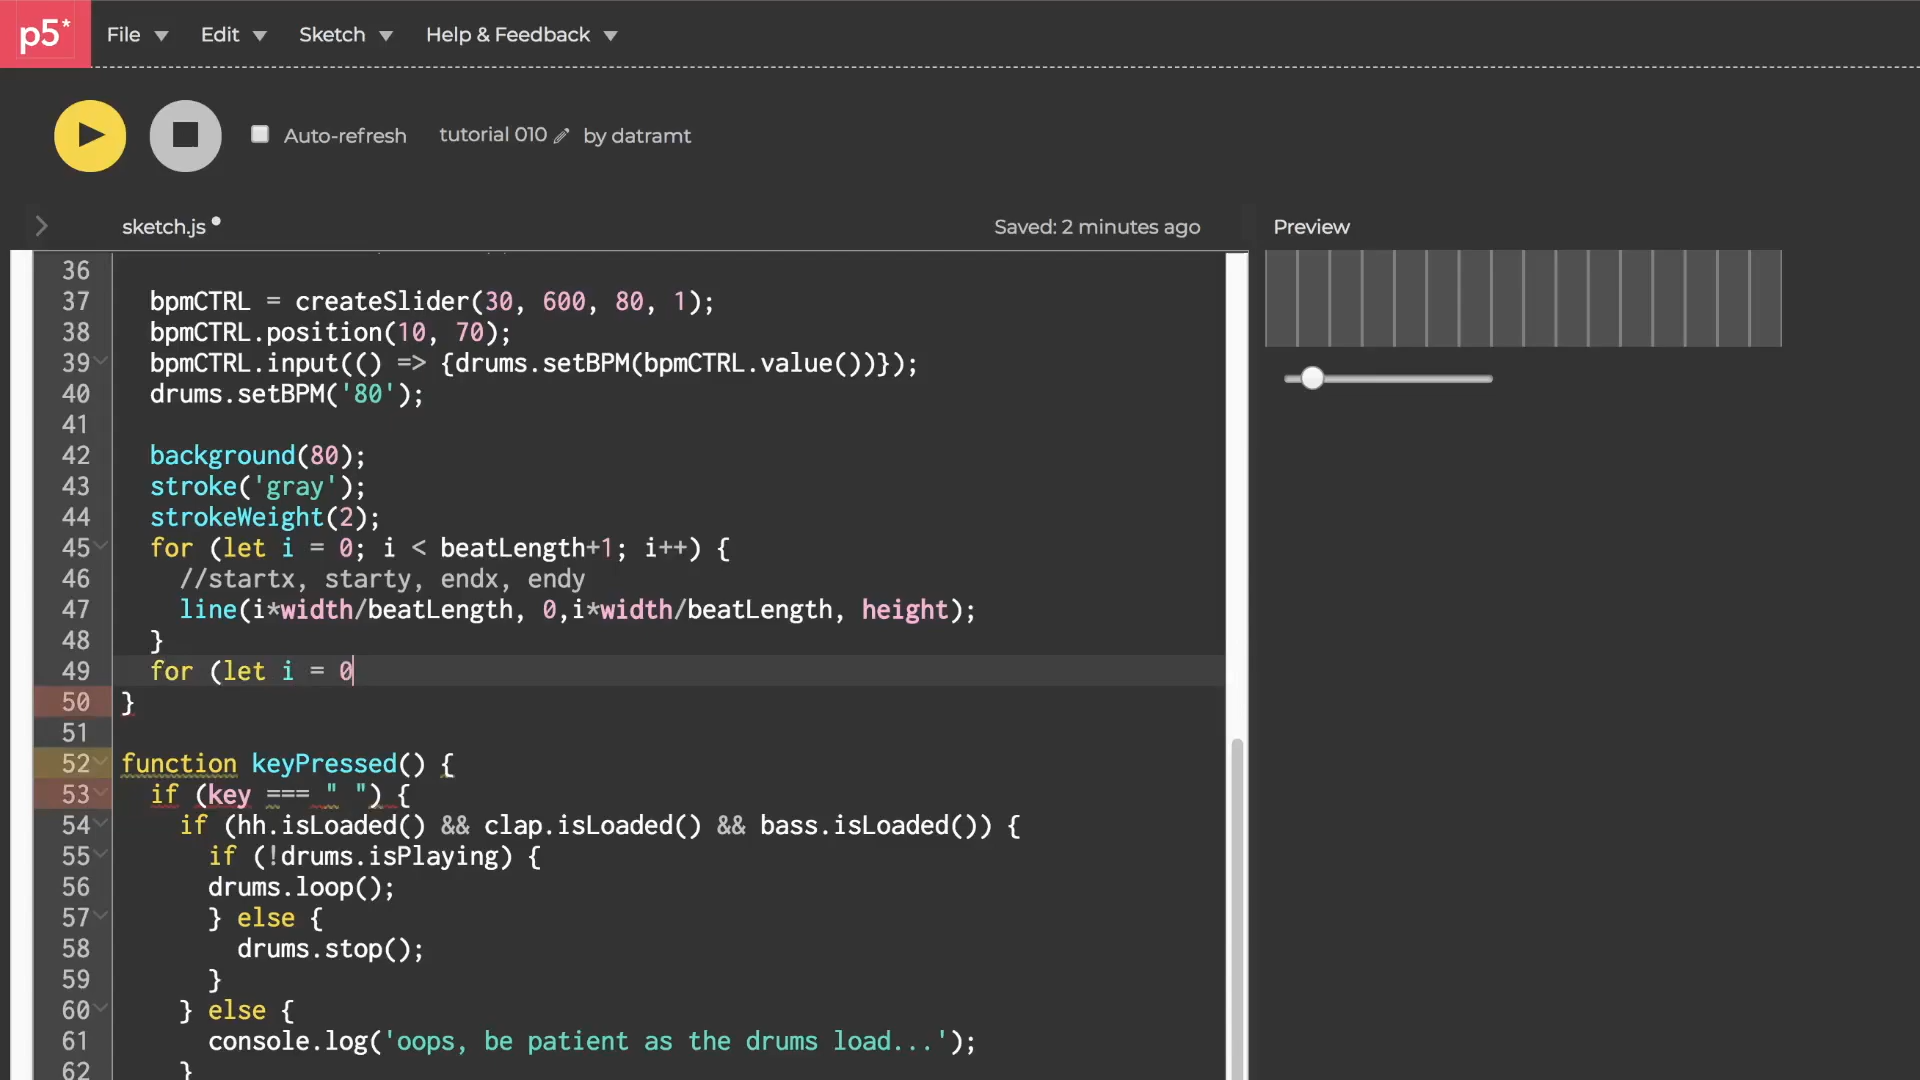 p5* File Edit Sketch Help & Feedback
Auto-refresh tutorial 010 by datramt
sketch.js Saved: 2 minutes ago Preview
36
37 bpmCTRL = createSlider(30, 600, 80, 1);
38 bpmCTRL.position(10, 70);
39 bpmCTRL.input(() => {drums.setBPM(bpmCTRL.value())});
40 drums.setBPM('80');
41
42 background(80);
43 stroke('gray');
44 strokeWeight(2);
45 for (let i = 0; i < beatLength+1; i++) {
46 //startx, starty, endx, endy
47 line(i*width/beatLength, 0,i*width/beatLength, height);
48 }
49 for (let i = 0
50 }
51
52 function keyPressed() {
53 if (key === " ") {
54 if (hh.isLoaded() && clap.isLoaded() && bass.isLoaded()) {
55 if (!drums.isPlaying) {
56 drums.loop();
57 } else {
58 drums.stop();
59 }
60 } else {
61 console.log('oops, be patient as the drums load...');
62 }